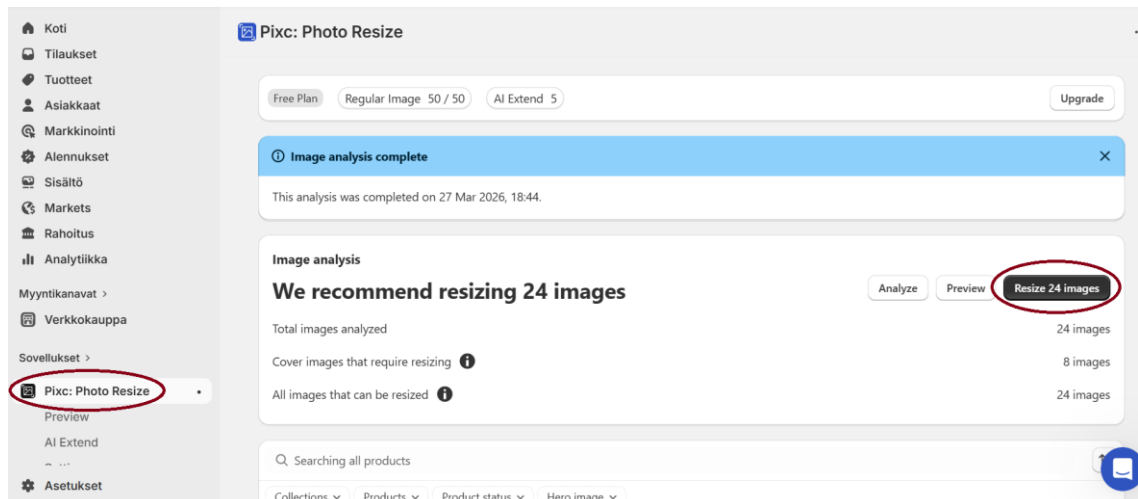 Koti
Tilaukset
Tuotteet
Asiakkaat
Markkinointi
Alennukset
Sisältö
Markets
Rahoitus
Analytiikka
Myyntikanavat >
Verkkokauppa
Sovellukset >
Pixc: Photo Resize
Preview
AI Extend
Asetukset
Pixc: Photo Resize
Free Plan Regular Image 50 / 50 AI Extend 5 Upgrade
Image analysis complete
This analysis was completed on 27 Mar 2026, 18:44.
Image analysis
We recommend resizing 24 images Analyze Preview Resize 24 images
Total images analyzed 24 images
Cover images that require resizing 8 images
All images that can be resized 24 images
Searching all products
Collections Products Product status Hero image